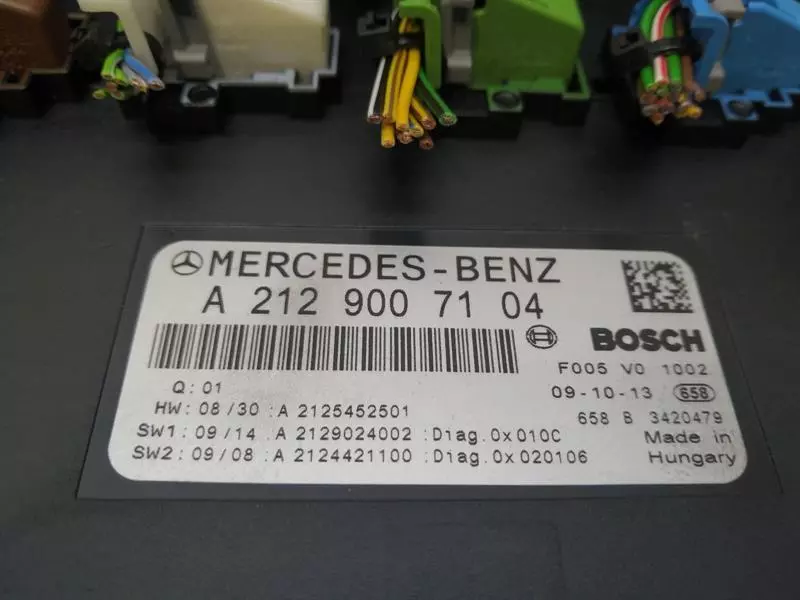 MERCEDES-BENZ
A 212 900 71 04
BOSCH
F005 V0 1002
Q: 01
09-10-13 658
HW: 08/30 :A 2125452501
658 B 3420479
SW1: 09/14 :A 2129024002 :Diag.0x010C
Made in
SW2: 09/08 :A 2124421100 :Diag.0x020106
Hungary